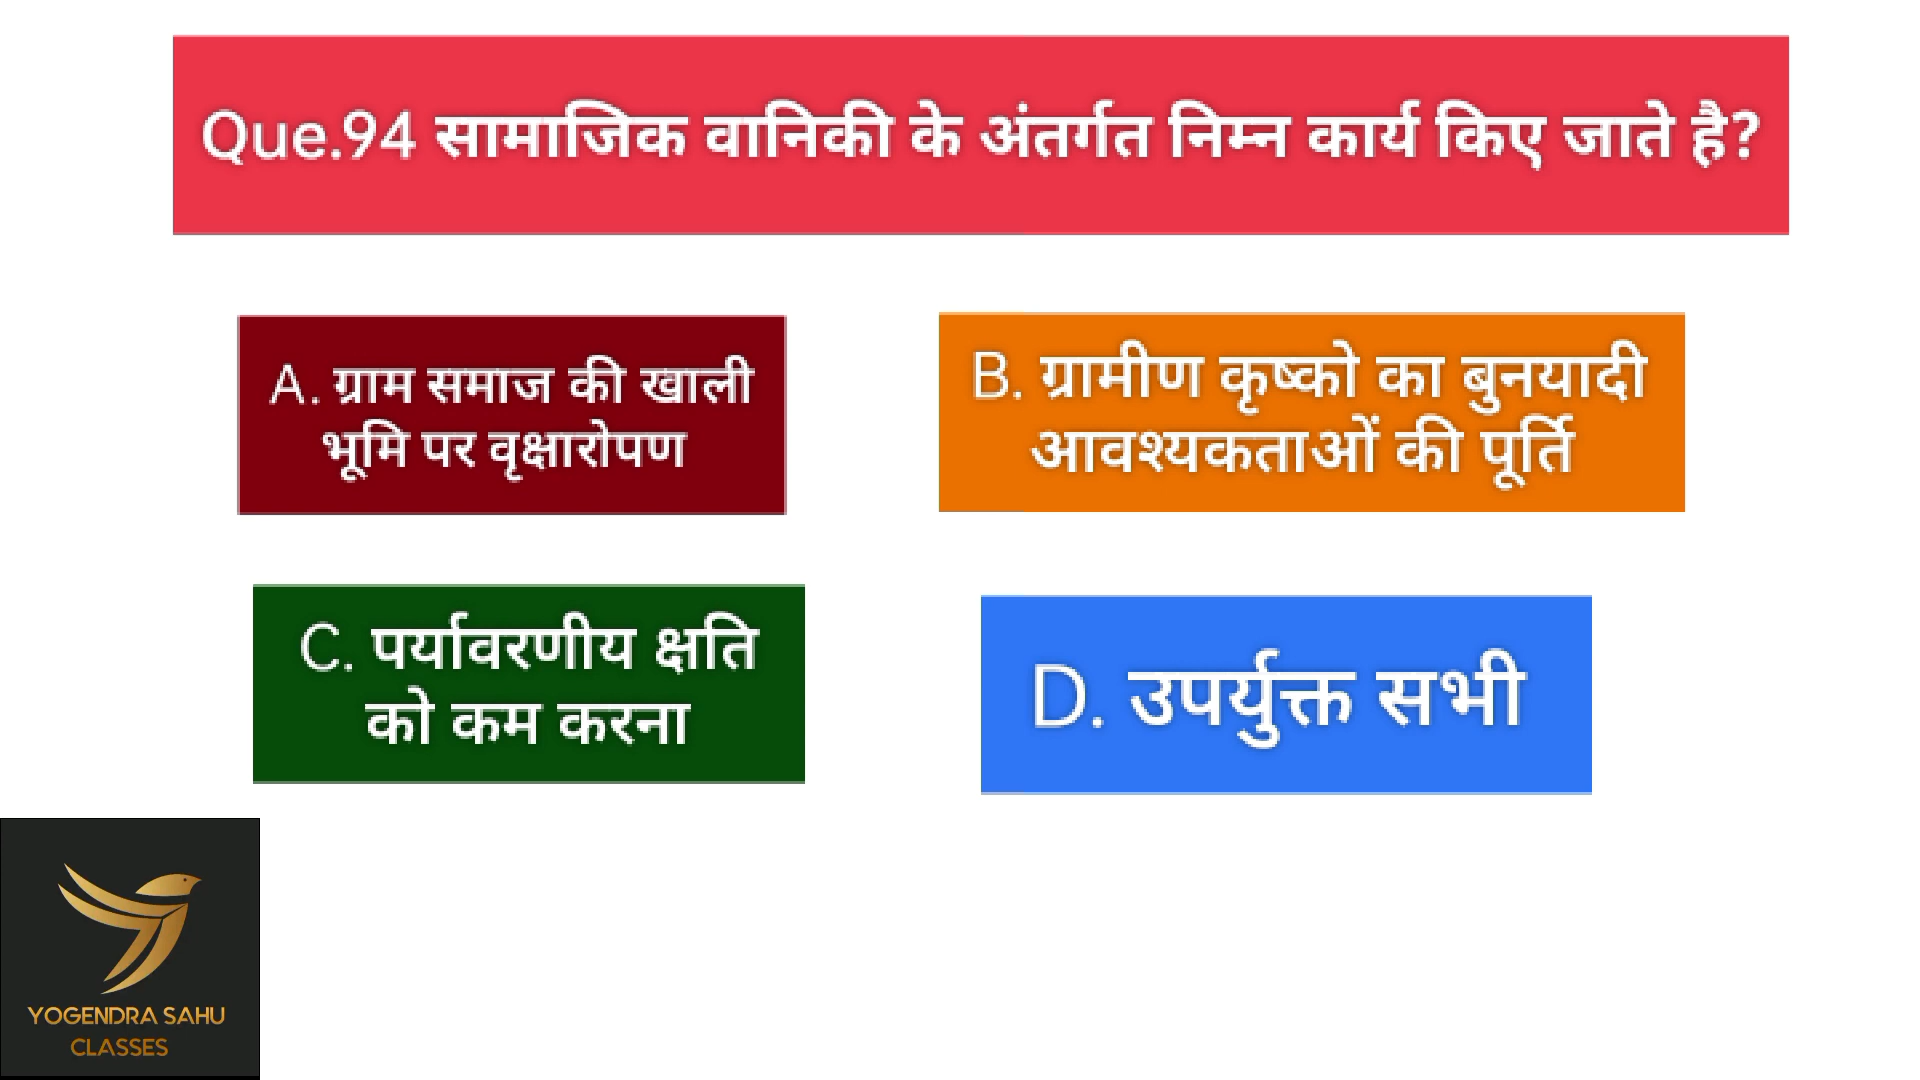 Que.94 सामाजिक वानिकी के अंतर्गत निम्न कार्य किए जाते है?
A. ग्राम समाज की खाली
भूमि पर वृक्षारोपण
B. ग्रामीण कृष्को का बुनयादी
आवश्यकताओं की पूर्ति
C. पर्यावरणीय क्षति
को कम करना
D. उपर्युक्त सभी
YOGENDRA SAHU
CLASSES